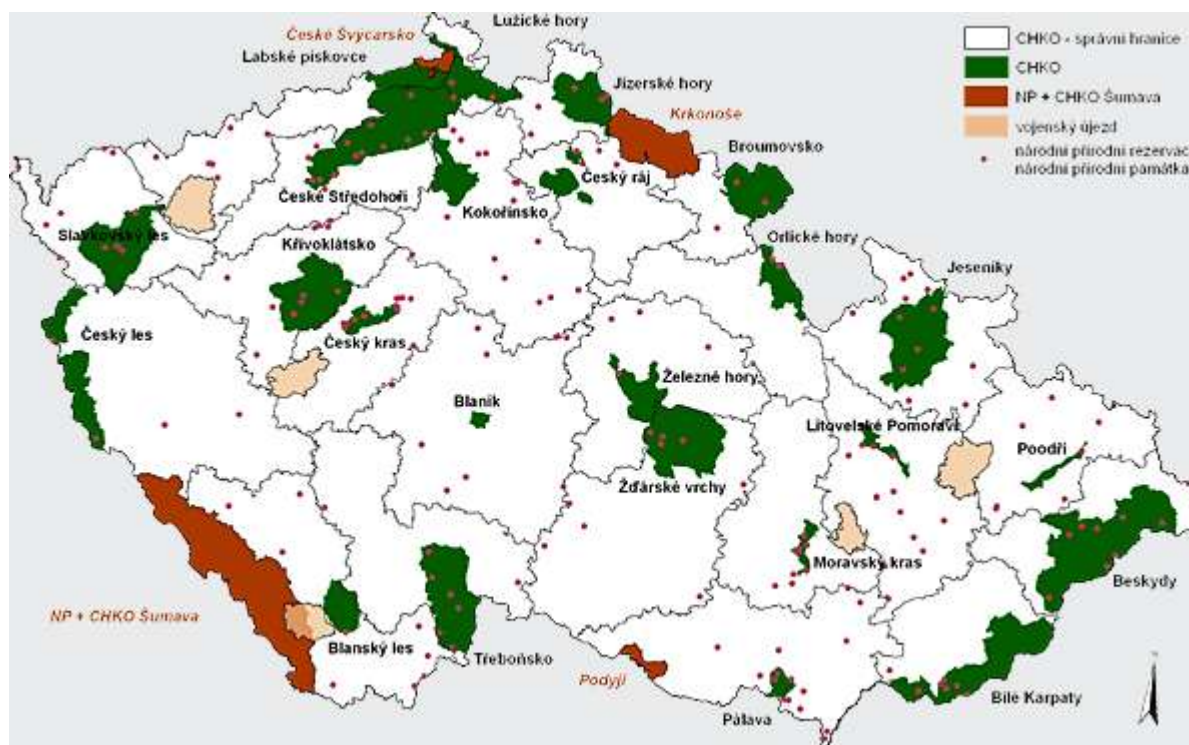 Lužické hory
České Švýcarsko
Labské pískovce
Jizerské hory
Krkonoše
Broumovsko
Český ráj
České Středohoří
Kokořínsko
Slavkovský les
Křivoklátsko
Orlické hory
Jeseníky
Český les
Český kras
Železné hory
Blaník
Litovelské Pomoraví
Poodří
Žďárské vrchy
Moravský kras
Beskydy
NP + CHKO Šumava
Blanský les
Třeboňsko
Podyjí
Pálava
Bílé Karpaty
CHKO - správní hranice
CHKO
NP + CHKO Šumava
vojenský újezd
národní přírodní rezervac
národní přírodní památka